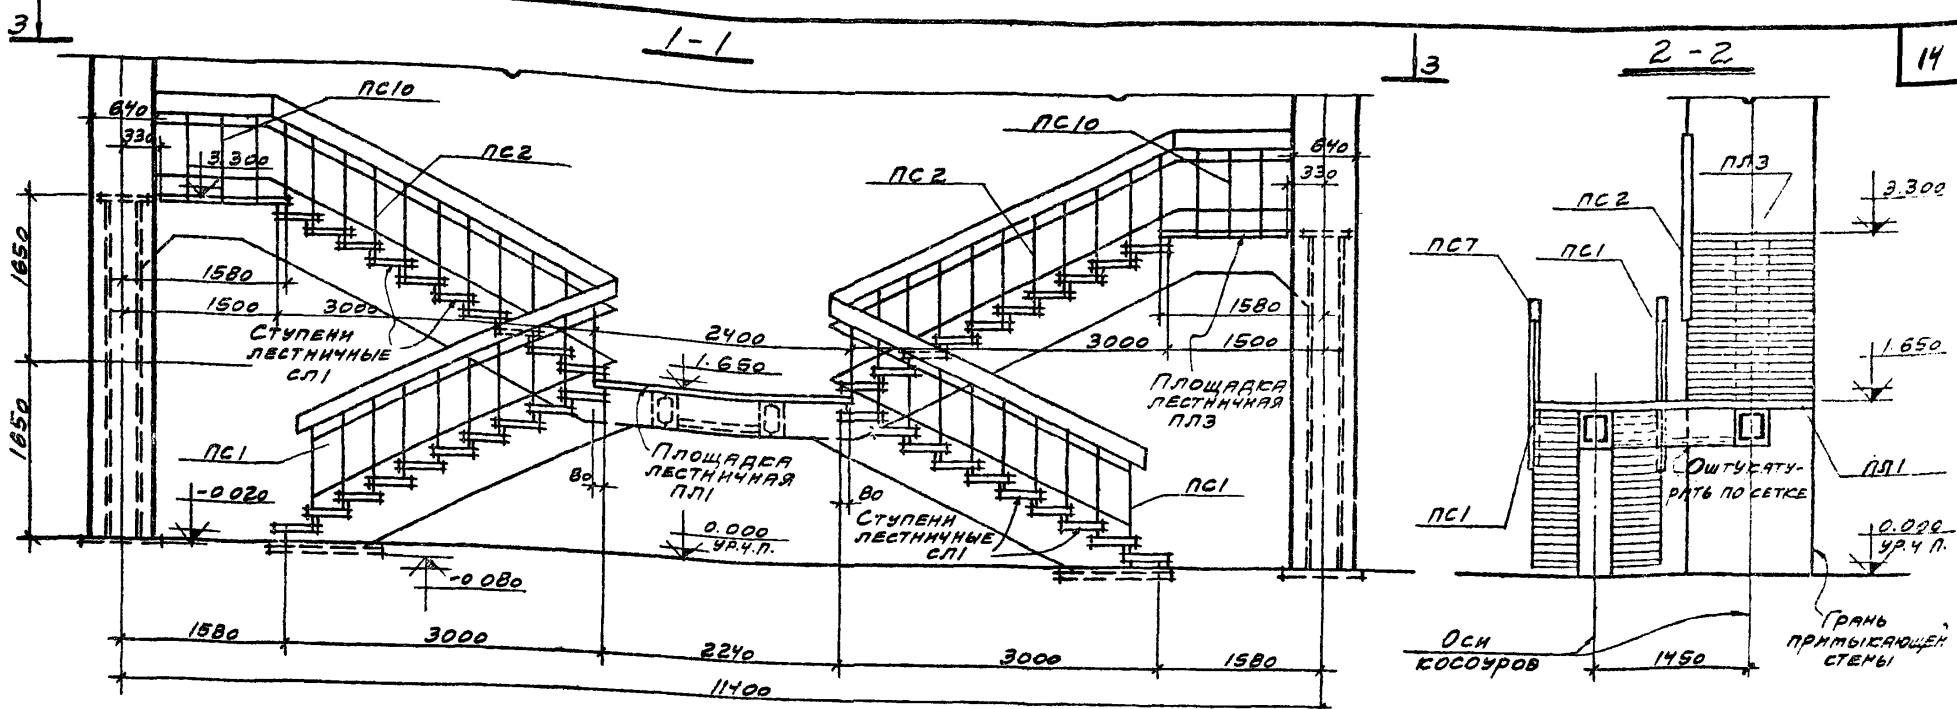 3
1-1
3
2-2
14
ПС10
640
330
3.300
ПС2
ПС10
640
330
ПС2
1650
1580
1500
3000
Ступени
лестничные
СЛ1
2400
1.650
1580
3000
1500
Площадка
лестничная
ПЛ3
1650
ПС1
-0.020
80
Площадка
лестничная
ПЛ1
80
Ступени
лестничные
СЛ1
ПС1
0.000
ур.ч.п.
-0.080
1580
3000
2240
3000
1580
11400
ПЛ3
3.300
ПС2
ПС7
ПС1
1.650
Оштукату-
рить по сетке
ПЛ1
ПС1
0.000
ур.ч.п.
Оси
косоуров
1450
Грань
примыкающей
стены